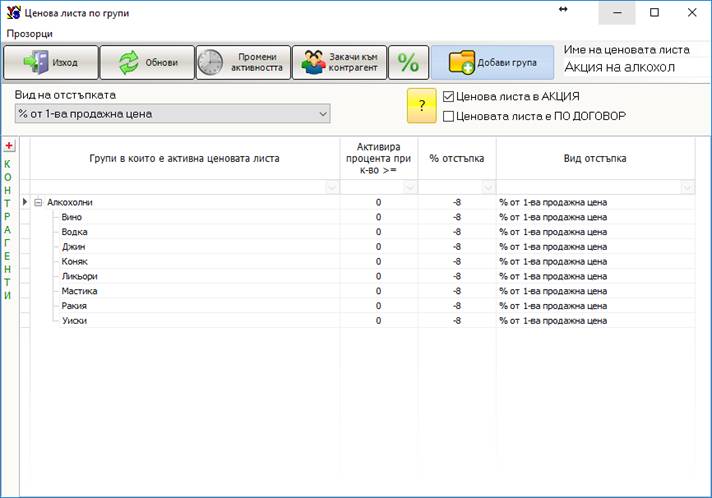 Ценова листа по групи
Прозорци
Изход
Обнови
Промени активността
Закачи към контрагент
%
Добави група
Име на ценовата листа
Акция на алкохол
Вид на отстъпката
% от 1-ва продажна цена
?
Ценова листа в АКЦИЯ
Ценовата листа е ПО ДОГОВОР
КОНТРАГЕНТИ
Групи в които е активна ценовата листа
Активира процента при к-во >=
% отстъпка
Вид отстъпка
Алкохолни 0 -8 % от 1-ва продажна цена
Вино 0 -8 % от 1-ва продажна цена
Водка 0 -8 % от 1-ва продажна цена
Джин 0 -8 % от 1-ва продажна цена
Коняк 0 -8 % от 1-ва продажна цена
Ликьори 0 -8 % от 1-ва продажна цена
Мастика 0 -8 % от 1-ва продажна цена
Ракия 0 -8 % от 1-ва продажна цена
Уиски 0 -8 % от 1-ва продажна цена